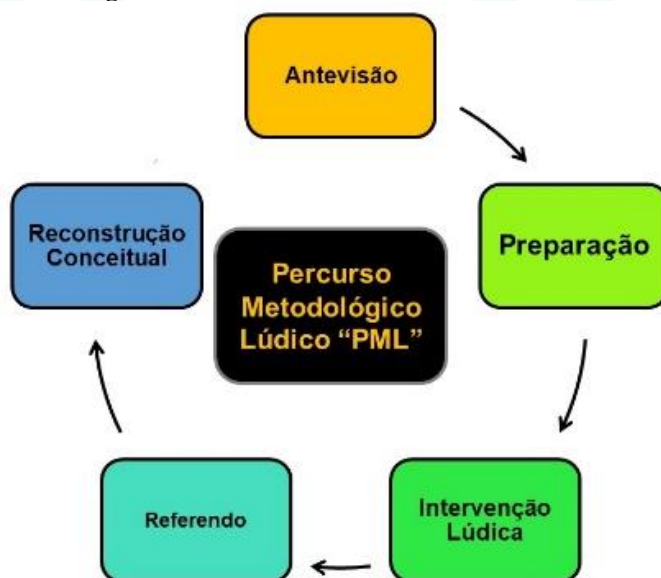 Antevisão
Preparação
Intervenção
Lúdica
Referendo
Reconstrução
Conceitual
Percurso
Metodológico
Lúdico “PML”